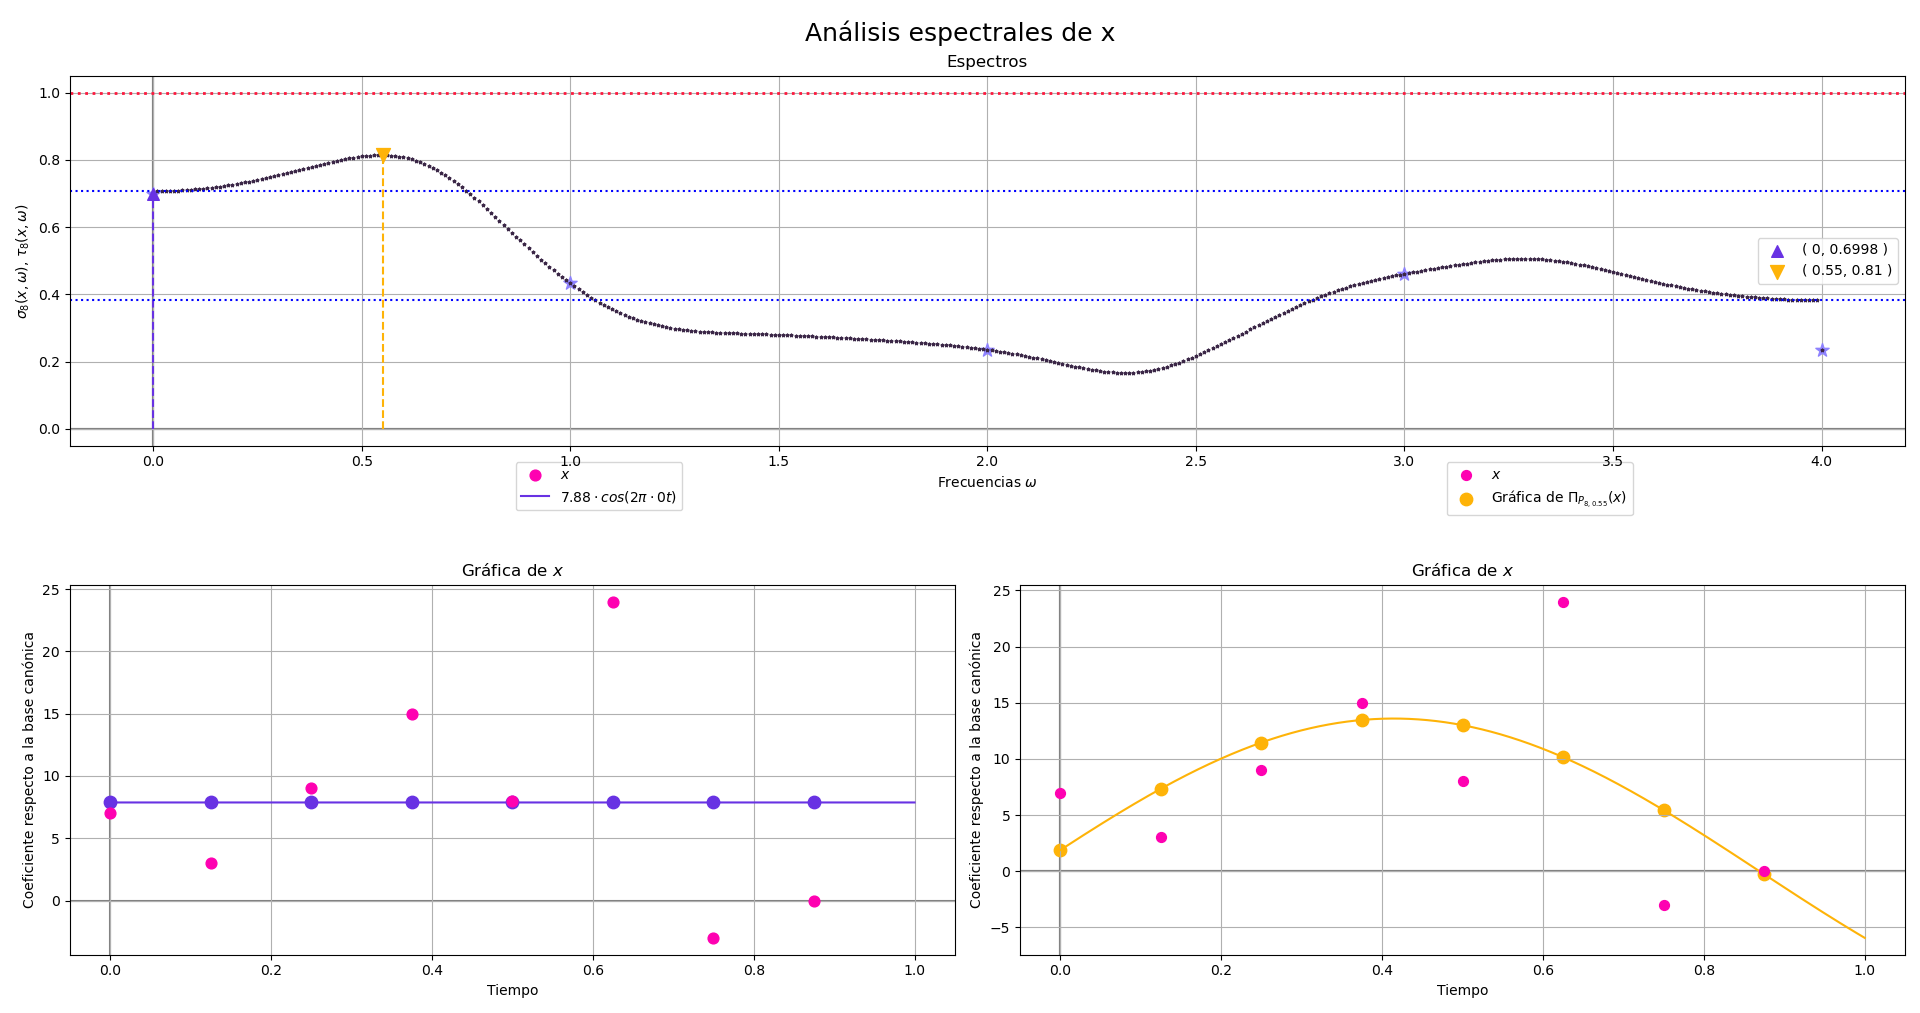 Análisis espectrales de x
Espectros
1.0
0.8
0.6
0.4
0.2
0.0
σ₈(x, ω), τ₈(x, ω)
( 0, 0.6998 )
( 0.55, 0.81 )
0.0 0.5 1.0 1.5 2.0 2.5 3.0 3.5 4.0
Frecuencias ω
x
7.88 · cos(2π · 0t)
x
Gráfica de Π_{P_{8, 0.55}}(x)
Gráfica de x
25
20
15
10
5
0
Coeficiente respecto a la base canónica
0.0 0.2 0.4 0.6 0.8 1.0
Tiempo
Gráfica de x
25
20
15
10
5
0
−5
Coeficiente respecto a la base canónica
0.0 0.2 0.4 0.6 0.8 1.0
Tiempo